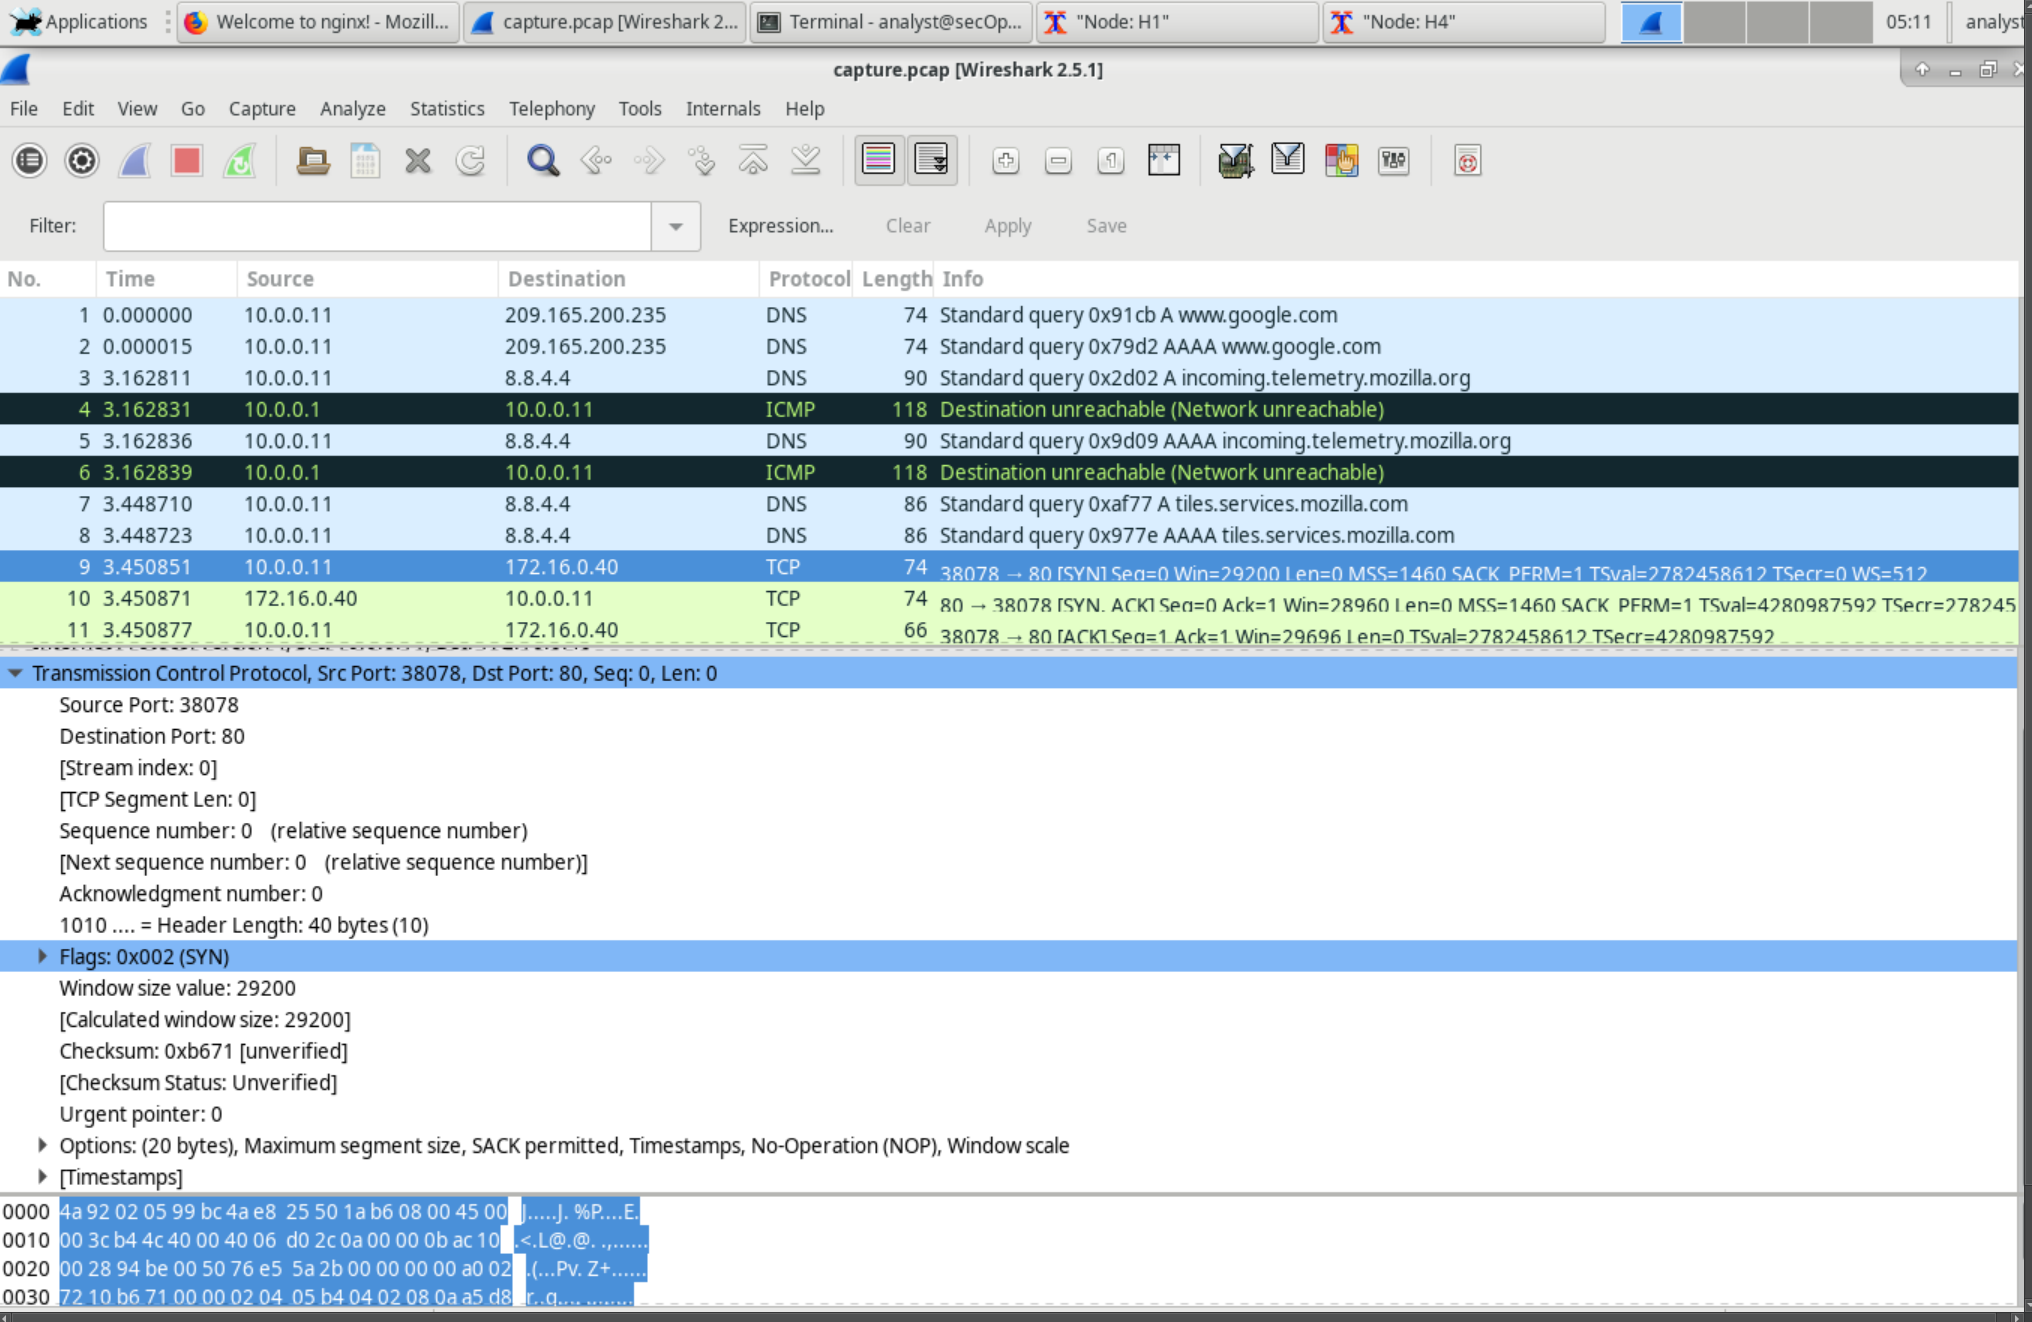 Applications Welcome to nginx! - Mozill... capture.pcap [Wireshark 2... Terminal - analyst@secOp... "Node: H1" "Node: H4" 05:11 analyst
capture.pcap [Wireshark 2.5.1]
File Edit View Go Capture Analyze Statistics Telephony Tools Internals Help
Filter: Expression... Clear Apply Save
No. Time Source Destination Protocol Length Info
1 0.000000 10.0.0.11 209.165.200.235 DNS 74 Standard query 0x91cb A www.google.com
2 0.000015 10.0.0.11 209.165.200.235 DNS 74 Standard query 0x79d2 AAAA www.google.com
3 3.162811 10.0.0.11 8.8.4.4 DNS 90 Standard query 0x2d02 A incoming.telemetry.mozilla.org
4 3.162831 10.0.0.1 10.0.0.11 ICMP 118 Destination unreachable (Network unreachable)
5 3.162836 10.0.0.11 8.8.4.4 DNS 90 Standard query 0x9d09 AAAA incoming.telemetry.mozilla.org
6 3.162839 10.0.0.1 10.0.0.11 ICMP 118 Destination unreachable (Network unreachable)
7 3.448710 10.0.0.11 8.8.4.4 DNS 86 Standard query 0xaf77 A tiles.services.mozilla.com
8 3.448723 10.0.0.11 8.8.4.4 DNS 86 Standard query 0x977e AAAA tiles.services.mozilla.com
9 3.450851 10.0.0.11 172.16.0.40 TCP 74 38078 → 80 [SYN] Seq=0 Win=29200 Len=0 MSS=1460 SACK_PERM=1 TSval=2782458612 TSecr=0 WS=512
10 3.450871 172.16.0.40 10.0.0.11 TCP 74 80 → 38078 [SYN, ACK] Seq=0 Ack=1 Win=28960 Len=0 MSS=1460 SACK_PERM=1 TSval=4280987592 TSecr=278245
11 3.450877 10.0.0.11 172.16.0.40 TCP 66 38078 → 80 [ACK] Seq=1 Ack=1 Win=29696 Len=0 TSval=2782458612 TSecr=4280987592
Transmission Control Protocol, Src Port: 38078, Dst Port: 80, Seq: 0, Len: 0
Source Port: 38078
Destination Port: 80
[Stream index: 0]
[TCP Segment Len: 0]
Sequence number: 0 (relative sequence number)
[Next sequence number: 0 (relative sequence number)]
Acknowledgment number: 0
1010 .... = Header Length: 40 bytes (10)
Flags: 0x002 (SYN)
Window size value: 29200
[Calculated window size: 29200]
Checksum: 0xb671 [unverified]
[Checksum Status: Unverified]
Urgent pointer: 0
Options: (20 bytes), Maximum segment size, SACK permitted, Timestamps, No-Operation (NOP), Window scale
[Timestamps]
0000 4a 92 02 05 99 bc 4a e8 25 50 1a b6 08 00 45 00 J.....J. %P....E.
0010 00 3c b4 4c 40 00 40 06 d0 2c 0a 00 00 0b ac 10 .<.L@.@. .,......
0020 00 28 94 be 00 50 76 e5 5a 2b 00 00 00 00 a0 02 .(...Pv. Z+......
0030 72 10 b6 71 00 00 02 04 05 b4 04 02 08 0a a5 d8 r..q.... ........